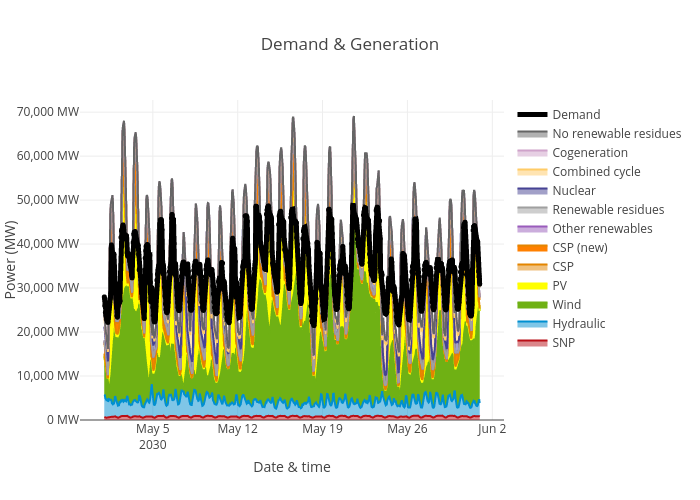 Demand & Generation
70,000 MW
60,000 MW
50,000 MW
40,000 MW
30,000 MW
20,000 MW
10,000 MW
0 MW
Power (MW)
May 5
2030
May 12
May 19
May 26
Jun 2
Date & time
Demand
No renewable residues
Cogeneration
Combined cycle
Nuclear
Renewable residues
Other renewables
CSP (new)
CSP
PV
Wind
Hydraulic
SNP